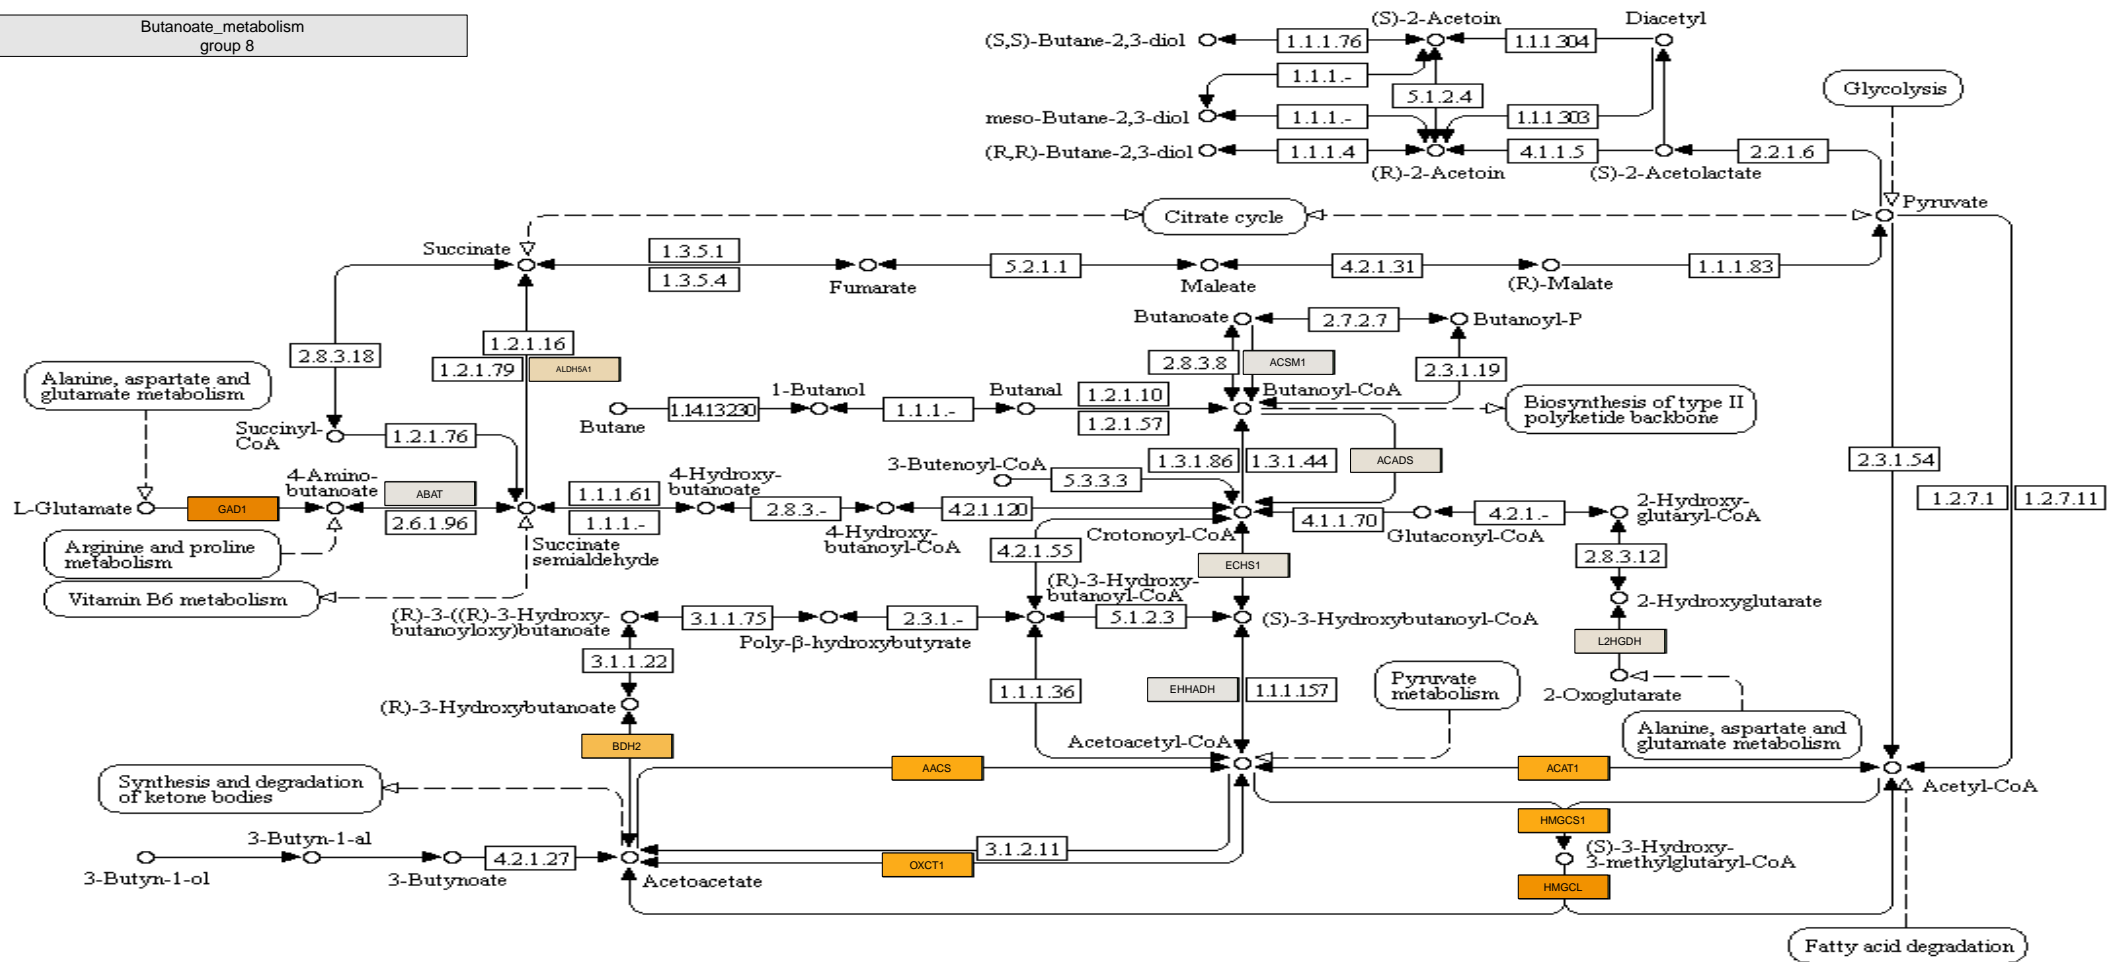 Butanoate_metabolism
group 8
(S)-2-Acetoin
Diacetyl
(S,S)-Butane-2,3-diol
1.1.1.76
1.1.1.304
1.1.1.-
5.1.2.4
Glycolysis
meso-Butane-2,3-diol
1.1.1.-
1.1.1.303
(R,R)-Butane-2,3-diol
1.1.1.4
4.1.1.5
2.2.1.6
(R)-2-Acetoin
(S)-2-Acetolactate
Citrate cycle
Pyruvate
Succinate
1.3.5.1
1.3.5.4
Fumarate
5.2.1.1
Maleate
4.2.1.31
(R)-Malate
1.1.1.83
Butanoate
2.7.2.7
Butanoyl-P
2.8.3.18
1.2.1.16
1.2.1.79
ALDH5A1
2.8.3.8
ACSM1
2.3.1.19
Alanine, aspartate and
glutamate metabolism
Butane
1.14.13230
1-Butanol
1.1.1.-
Butanal
1.2.1.10
1.2.1.57
Butanoyl-CoA
Biosynthesis of type II
polyketide backbone
Succinyl-
CoA
1.2.1.76
3-Butenoyl-CoA
5.3.3.3
1.3.1.86
1.3.1.44
ACADS
2.3.1.54
L-Glutamate
GAD1
4-Amino-
butanoate
ABAT
2.6.1.96
1.1.1.61
1.1.1.-
4-Hydroxy-
butanoate
2.8.3.-
4.2.1.120
4.1.1.70
4.2.1.-
2-Hydroxy-
glutaryl-CoA
1.2.7.1
1.2.7.11
Arginine and proline
metabolism
Succinate
semialdehyde
4-Hydroxy-
butanoyl-CoA
4.2.1.55
Crotonoyl-CoA
Glutaconyl-CoA
2.8.3.12
ECHS1
Vitamin B6 metabolism
(R)-3-Hydroxy-
butanoyl-CoA
2-Hydroxyglutarate
(R)-3-((R)-3-Hydroxy-
butanoyloxy)butanoate
3.1.1.75
Poly-β-hydroxybutyrate
2.3.1.-
5.1.2.3
(S)-3-Hydroxybutanoyl-CoA
L2HGDH
3.1.1.22
1.1.1.36
EHHADH
1.1.1.157
Pyruvate
metabolism
2-Oxoglutarate
(R)-3-Hydroxybutanoate
Alanine, aspartate and
glutamate metabolism
BDH2
Acetoacetyl-CoA
AACS
ACAT1
Synthesis and degradation
of ketone bodies
Acetyl-CoA
HMGCS1
3-Butyn-1-ol
3-Butyn-1-al
3-Butynoate
4.2.1.27
Acetoacetate
3.1.2.11
OXCT1
(S)-3-Hydroxy-
3-methylglutaryl-CoA
HMGCL
Fatty acid degradation